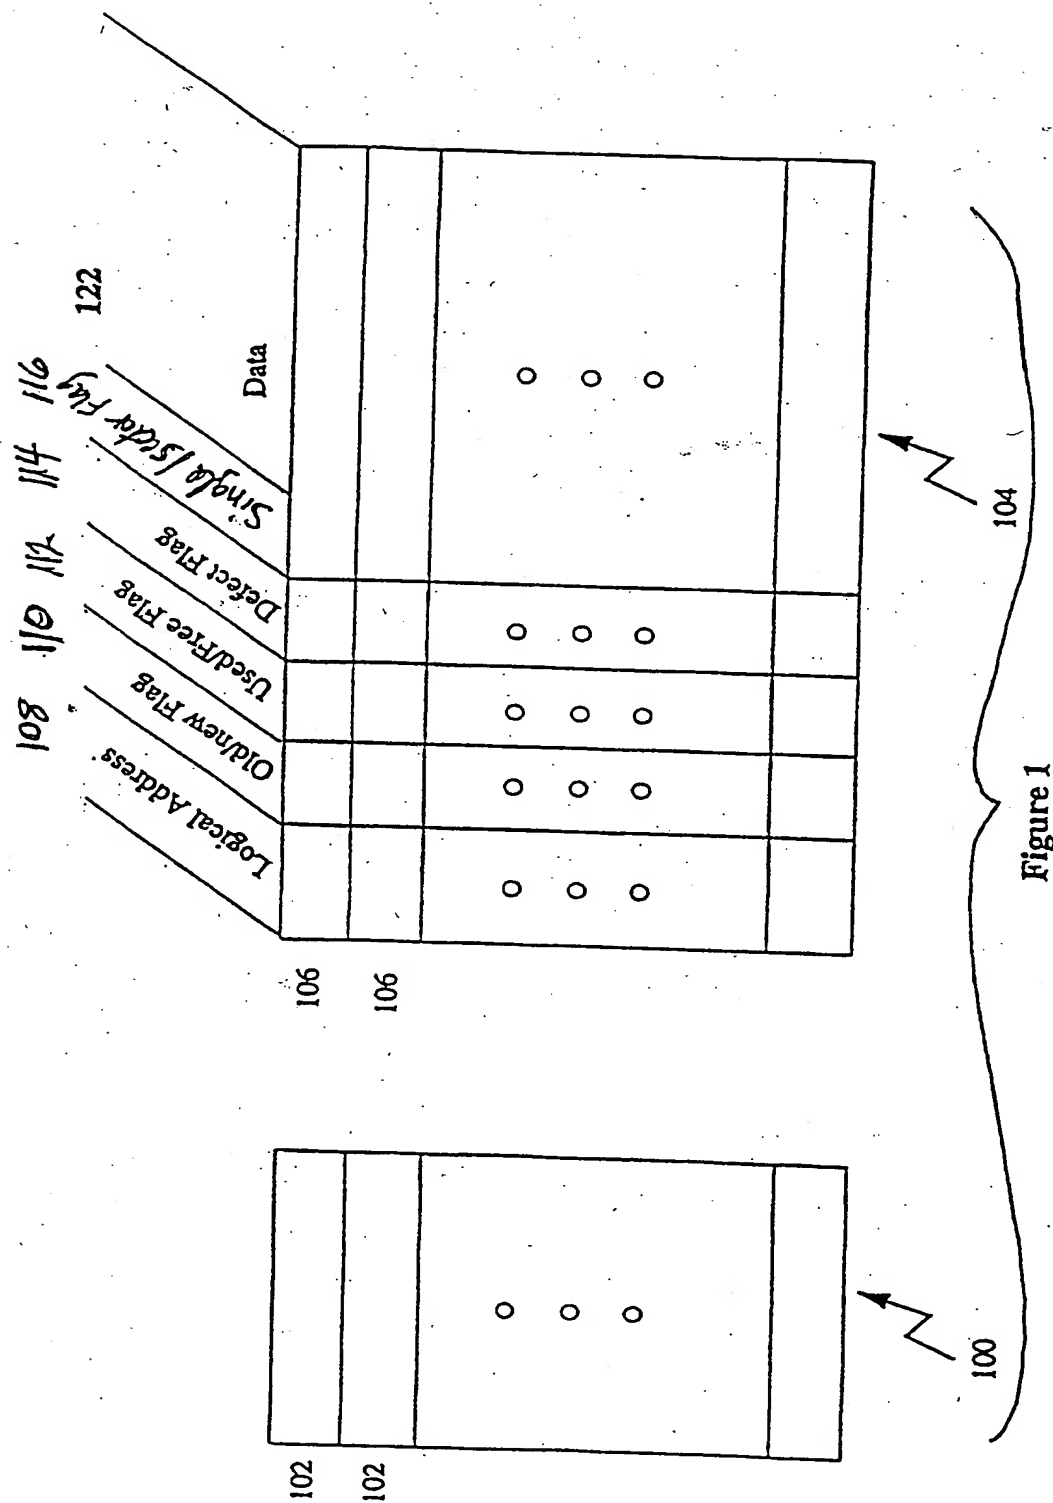 108
110
112
114
116
122
Logical Address
Old/new Flag
Used/Free Flag
Defect Flag
Single/sector Flag
Data
106
106
102
102
104
100
Figure 1